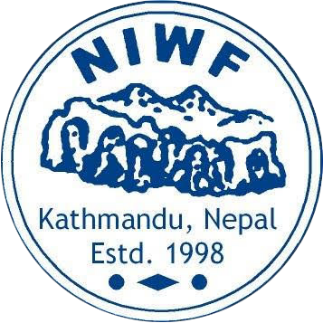 NIWF
Kathmandu, Nepal
Estd. 1998